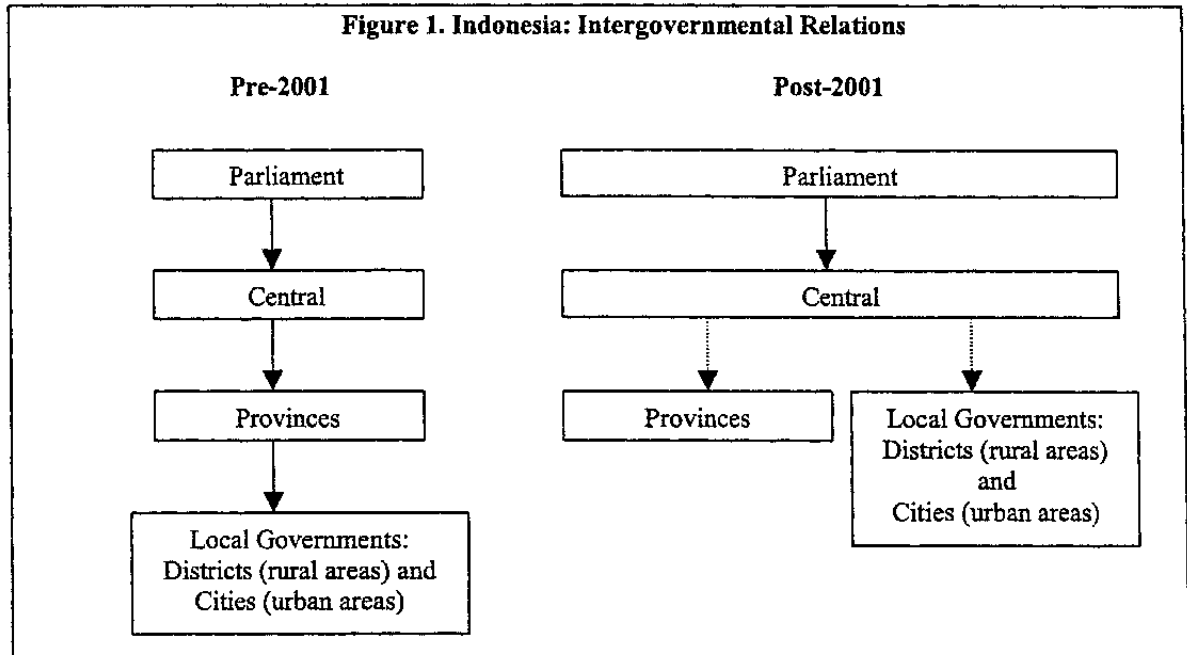 Figure 1. Indonesia: Intergovernmental Relations
Pre-2001
Parliament
Central
Provinces
Local Governments:
Districts (rural areas) and
Cities (urban areas)
Post-2001
Parliament
Central
Provinces
Local Governments:
Districts (rural areas)
and
Cities (urban areas)